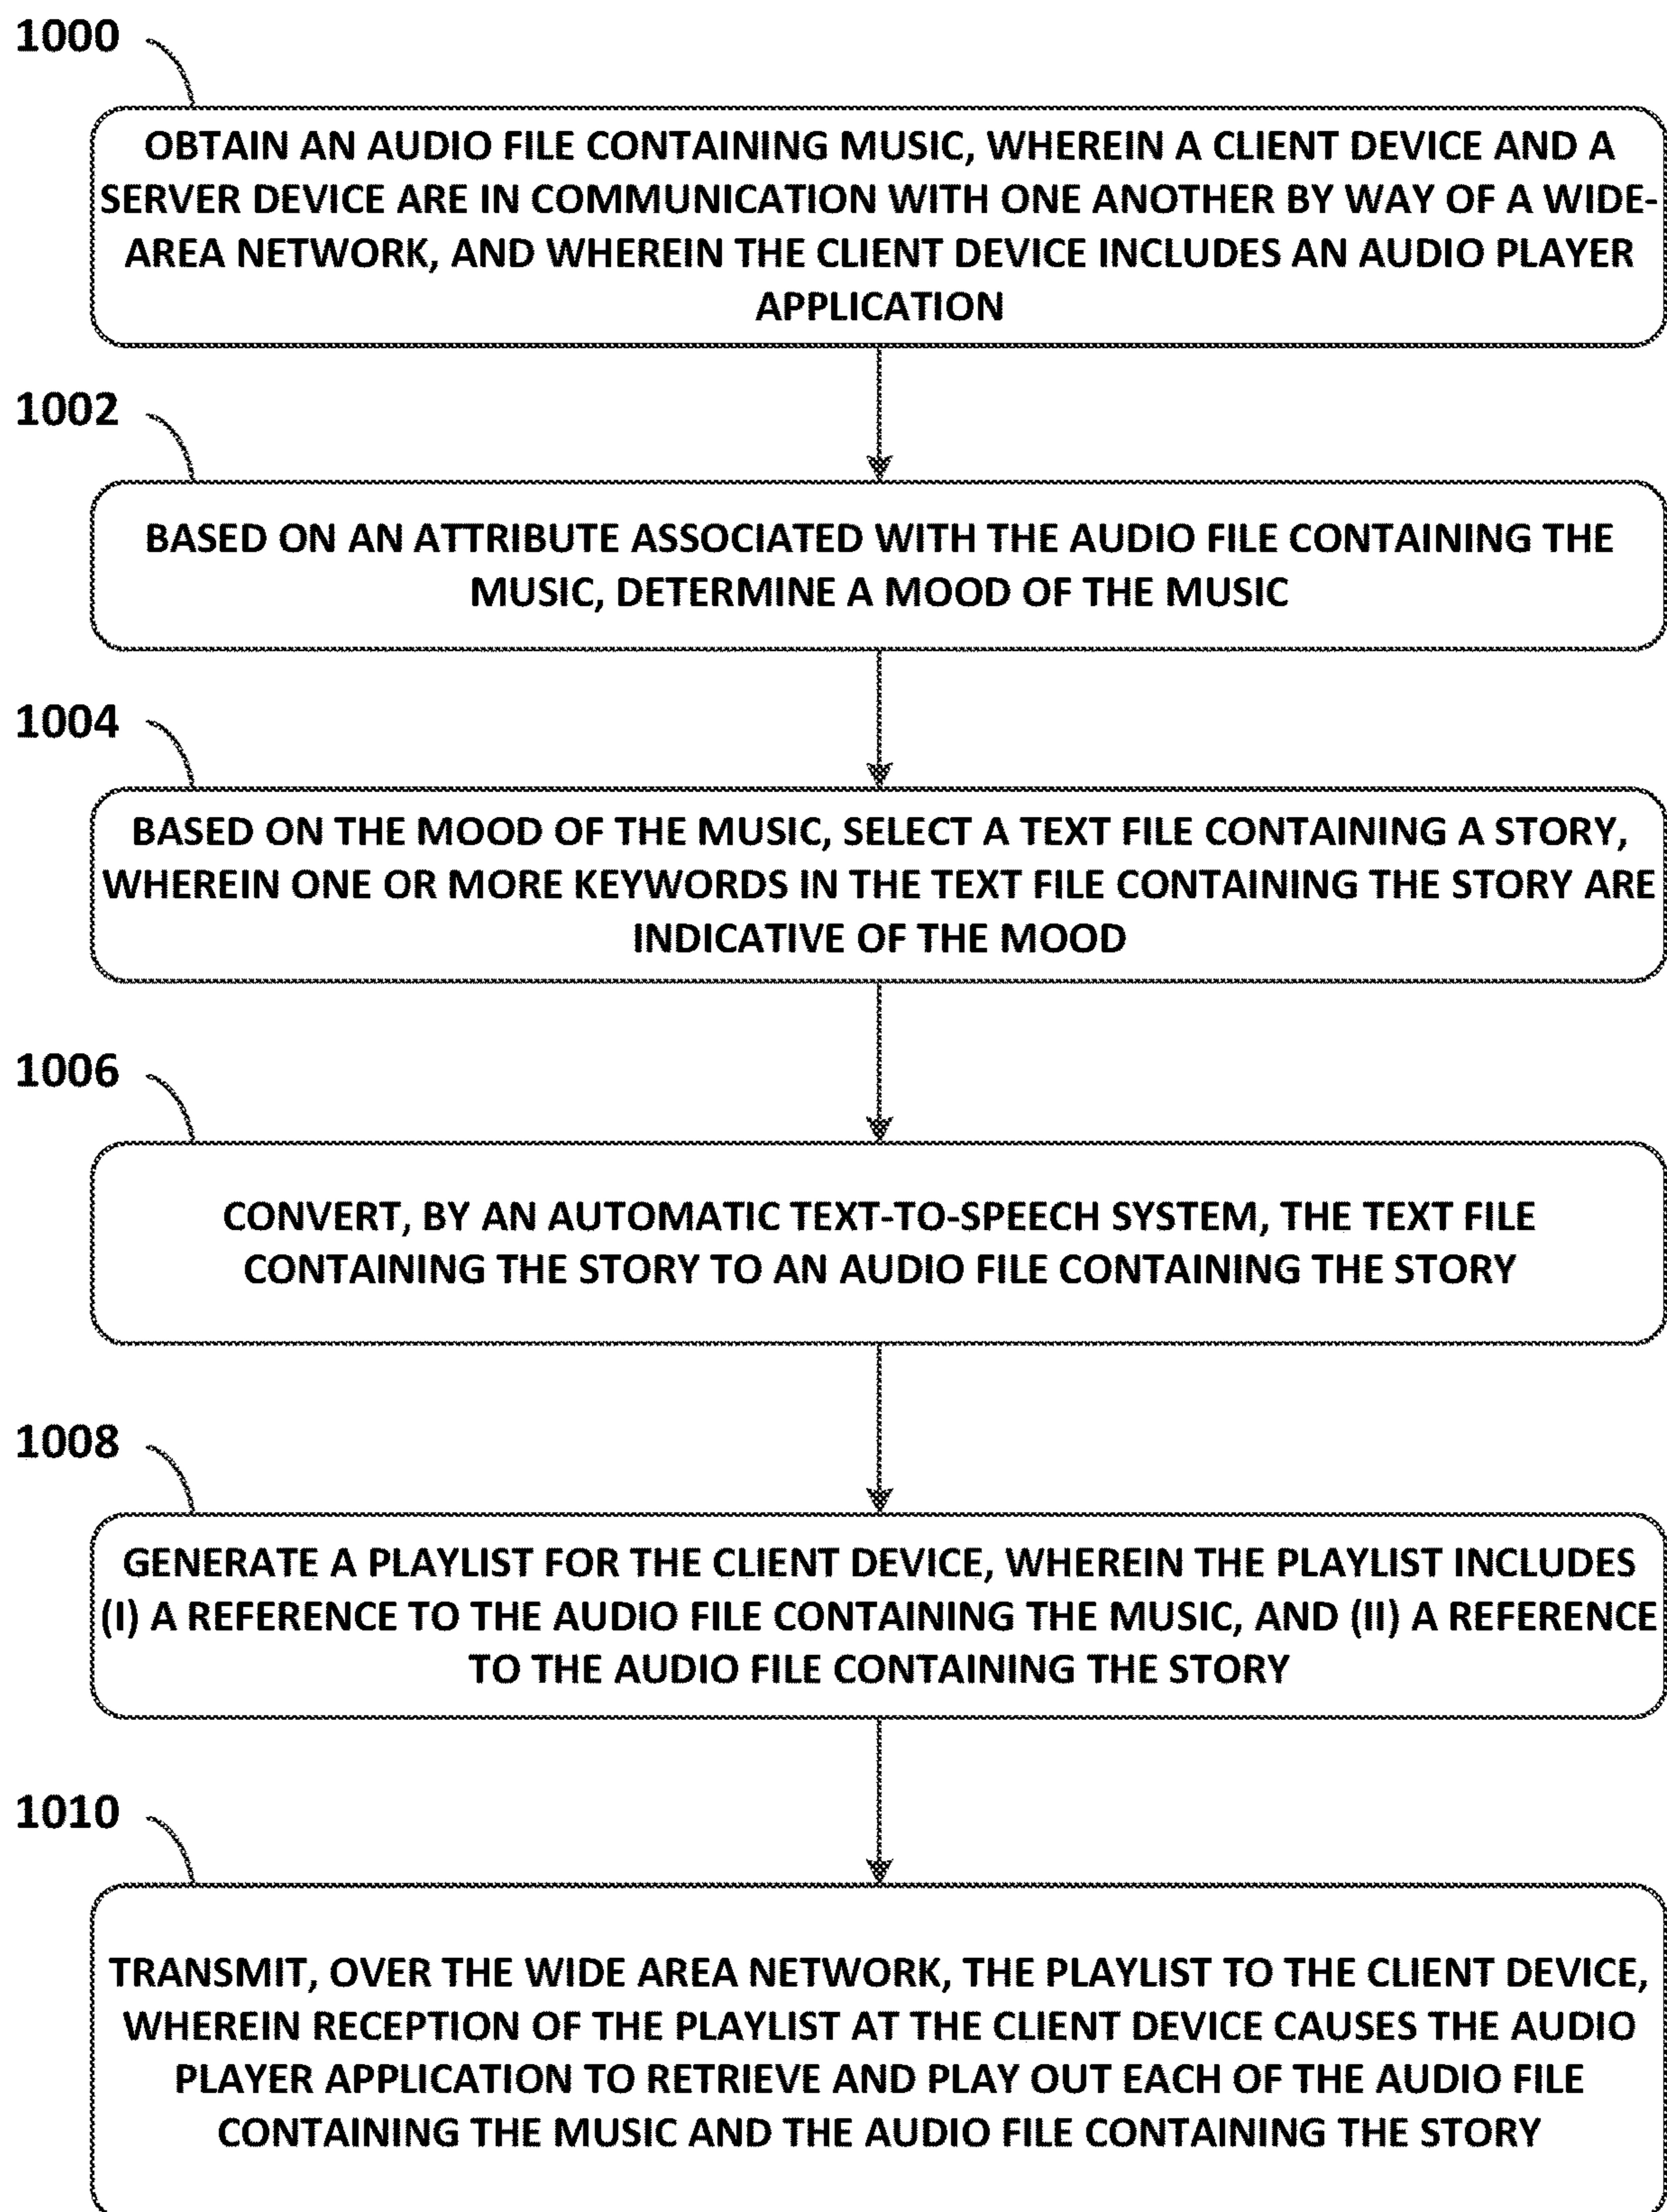 1000
OBTAIN AN AUDIO FILE CONTAINING MUSIC, WHEREIN A CLIENT DEVICE AND A
SERVER DEVICE ARE IN COMMUNICATION WITH ONE ANOTHER BY WAY OF A WIDE-
AREA NETWORK, AND WHEREIN THE CLIENT DEVICE INCLUDES AN AUDIO PLAYER
APPLICATION
1002
BASED ON AN ATTRIBUTE ASSOCIATED WITH THE AUDIO FILE CONTAINING THE
MUSIC, DETERMINE A MOOD OF THE MUSIC
1004
BASED ON THE MOOD OF THE MUSIC, SELECT A TEXT FILE CONTAINING A STORY,
WHEREIN ONE OR MORE KEYWORDS IN THE TEXT FILE CONTAINING THE STORY ARE
INDICATIVE OF THE MOOD
1006
CONVERT, BY AN AUTOMATIC TEXT-TO-SPEECH SYSTEM, THE TEXT FILE
CONTAINING THE STORY TO AN AUDIO FILE CONTAINING THE STORY
1008
GENERATE A PLAYLIST FOR THE CLIENT DEVICE, WHEREIN THE PLAYLIST INCLUDES
(I) A REFERENCE TO THE AUDIO FILE CONTAINING THE MUSIC, AND (II) A REFERENCE
TO THE AUDIO FILE CONTAINING THE STORY
1010
TRANSMIT, OVER THE WIDE AREA NETWORK, THE PLAYLIST TO THE CLIENT DEVICE,
WHEREIN RECEPTION OF THE PLAYLIST AT THE CLIENT DEVICE CAUSES THE AUDIO
PLAYER APPLICATION TO RETRIEVE AND PLAY OUT EACH OF THE AUDIO FILE
CONTAINING THE MUSIC AND THE AUDIO FILE CONTAINING THE STORY